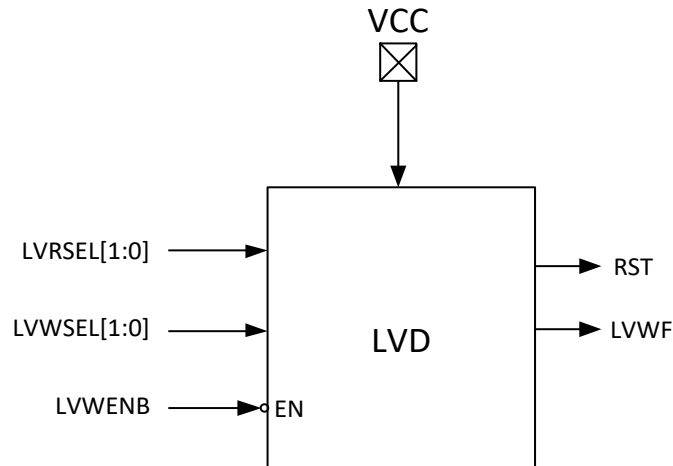 VCC
LVRSEL[1:0]
RST
LVWSEL[1:0]
LVD
LVWF
LVWENB
EN